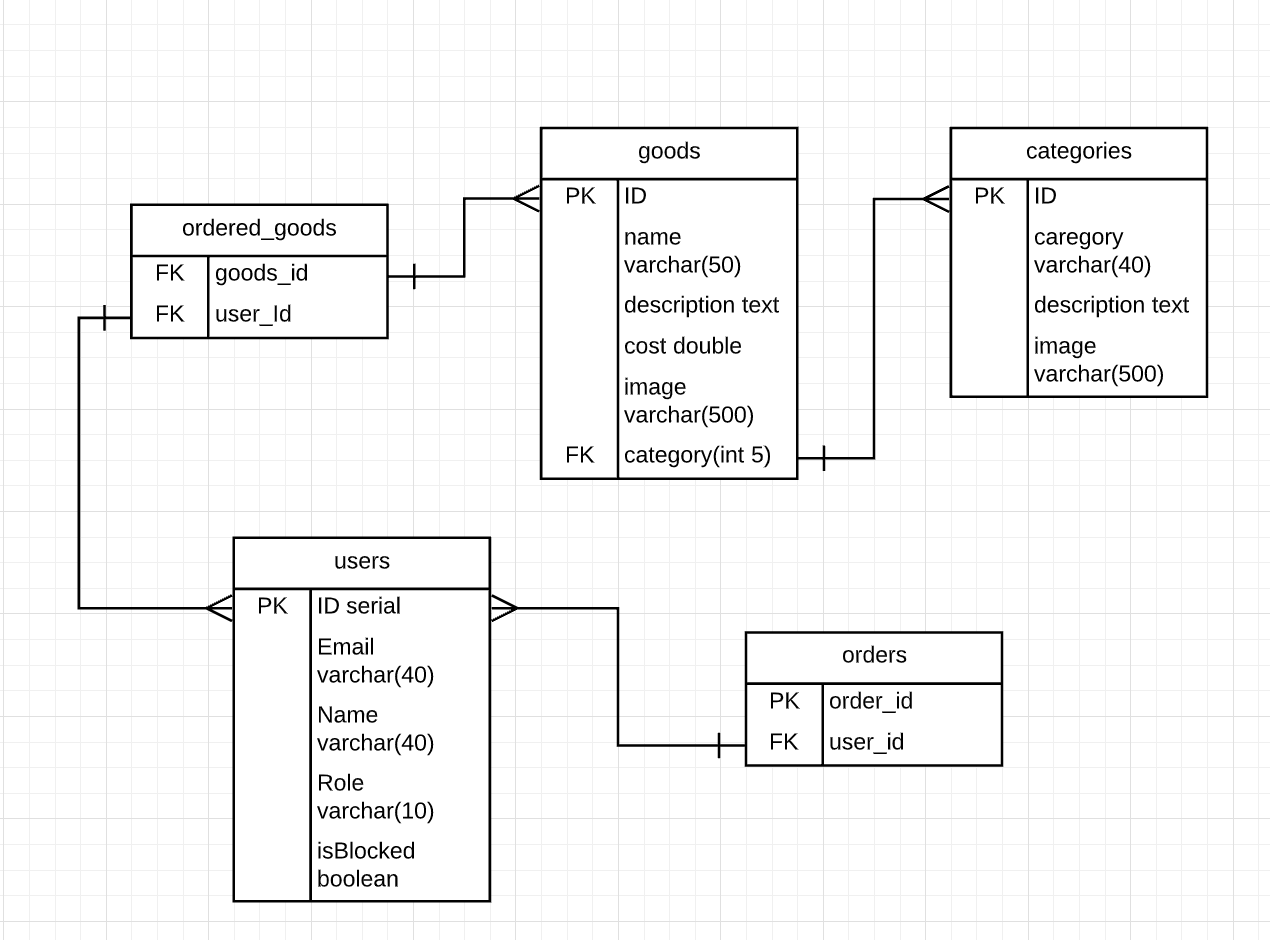 ordered_goods
FK goods_id
FK user_Id
goods
PK ID
name
varchar(50)
description text
cost double
image
varchar(500)
FK category(int 5)
categories
PK ID
caregory
varchar(40)
description text
image
varchar(500)
users
PK ID serial
Email
varchar(40)
Name
varchar(40)
Role
varchar(10)
isBlocked
boolean
orders
PK order_id
FK user_id